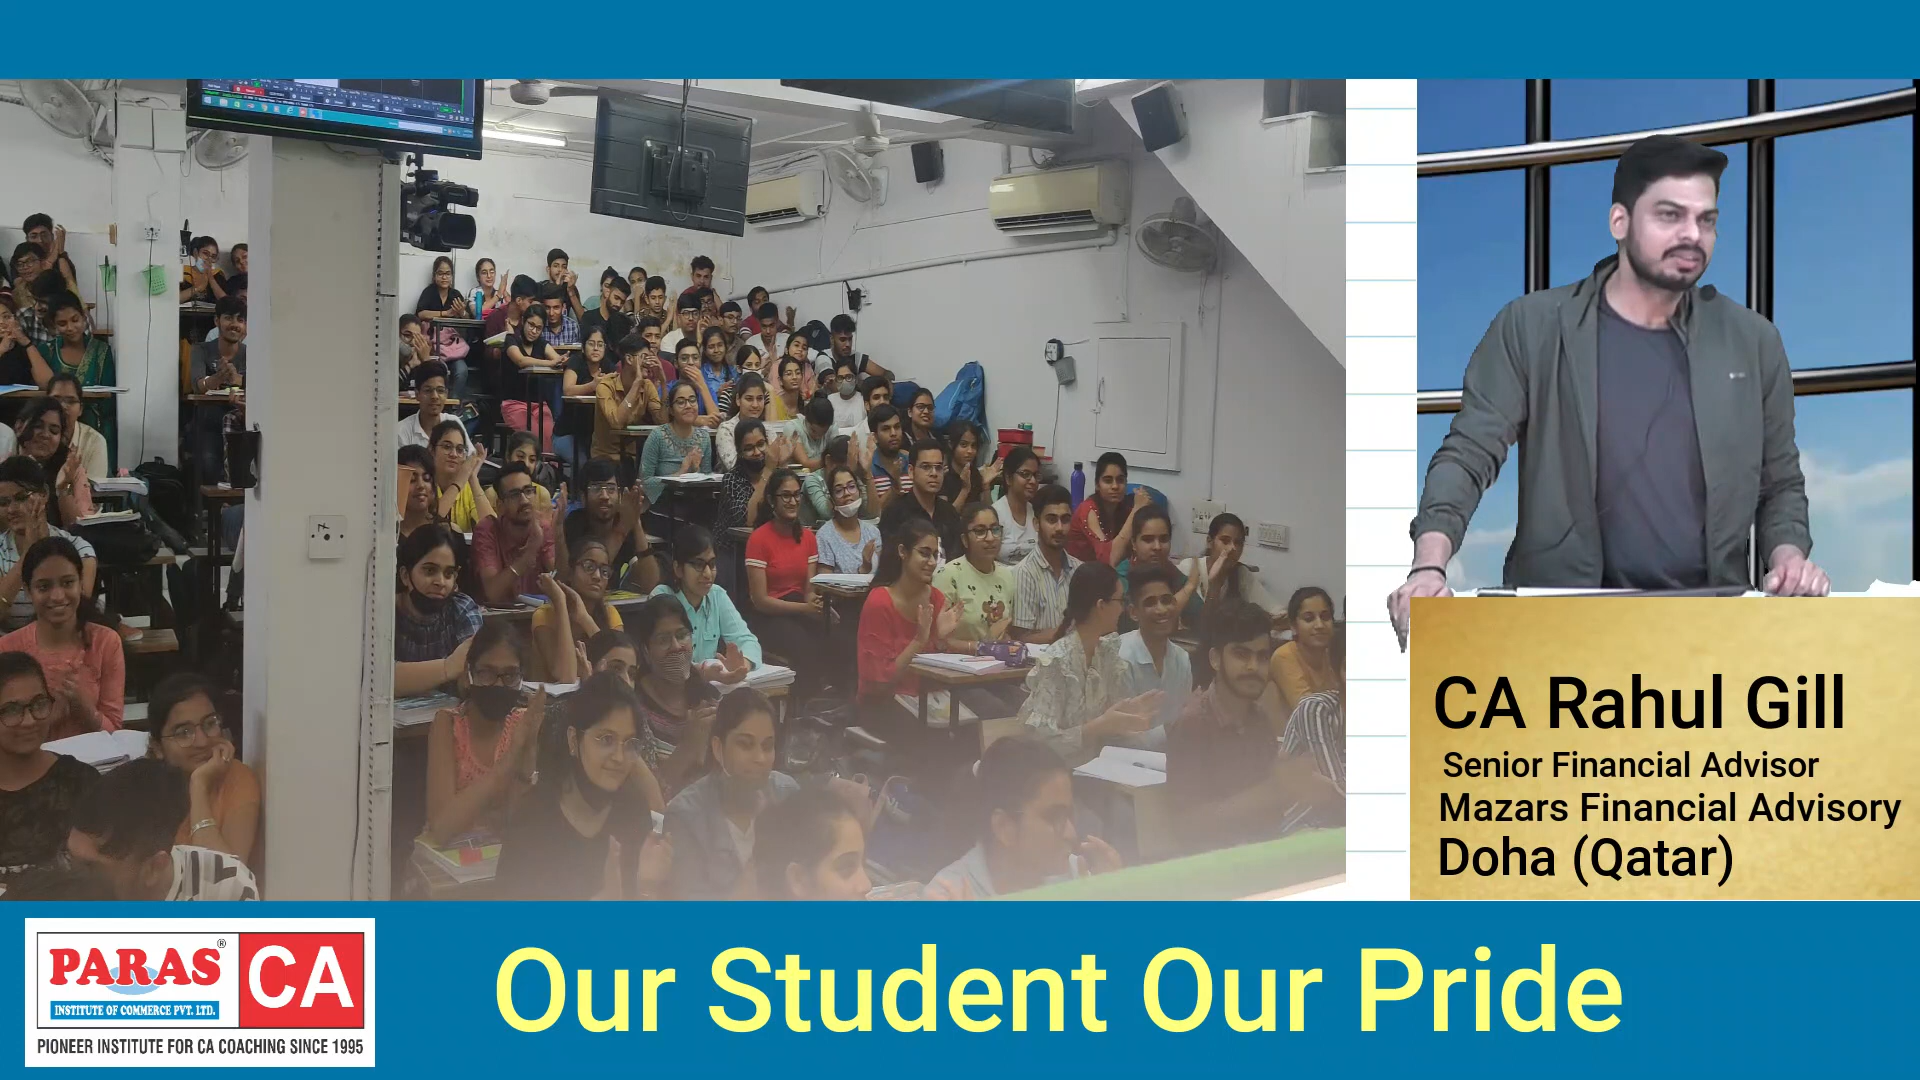 CA Rahul Gill
Senior Financial Advisor
Mazars Financial Advisory
Doha (Qatar)
PARAS®
CA
INSTITUTE OF COMMERCE PVT. LTD.
PIONEER INSTITUTE FOR CA COACHING SINCE 1995
Our Student Our Pride